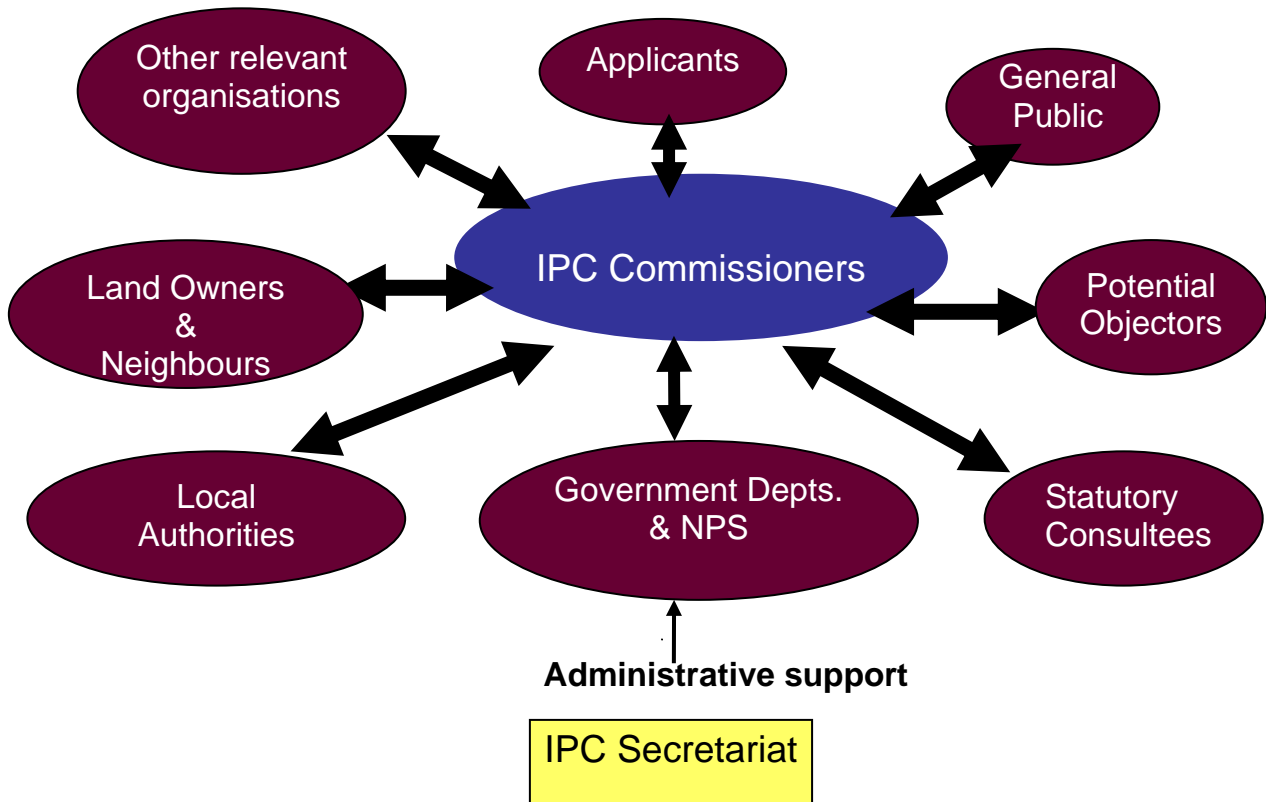 Other relevant
organisations
Applicants
General
Public
IPC Commissioners
Land Owners
&
Neighbours
Potential
Objectors
Local
Authorities
Government Depts.
& NPS
Statutory
Consultees
Administrative support
IPC Secretariat